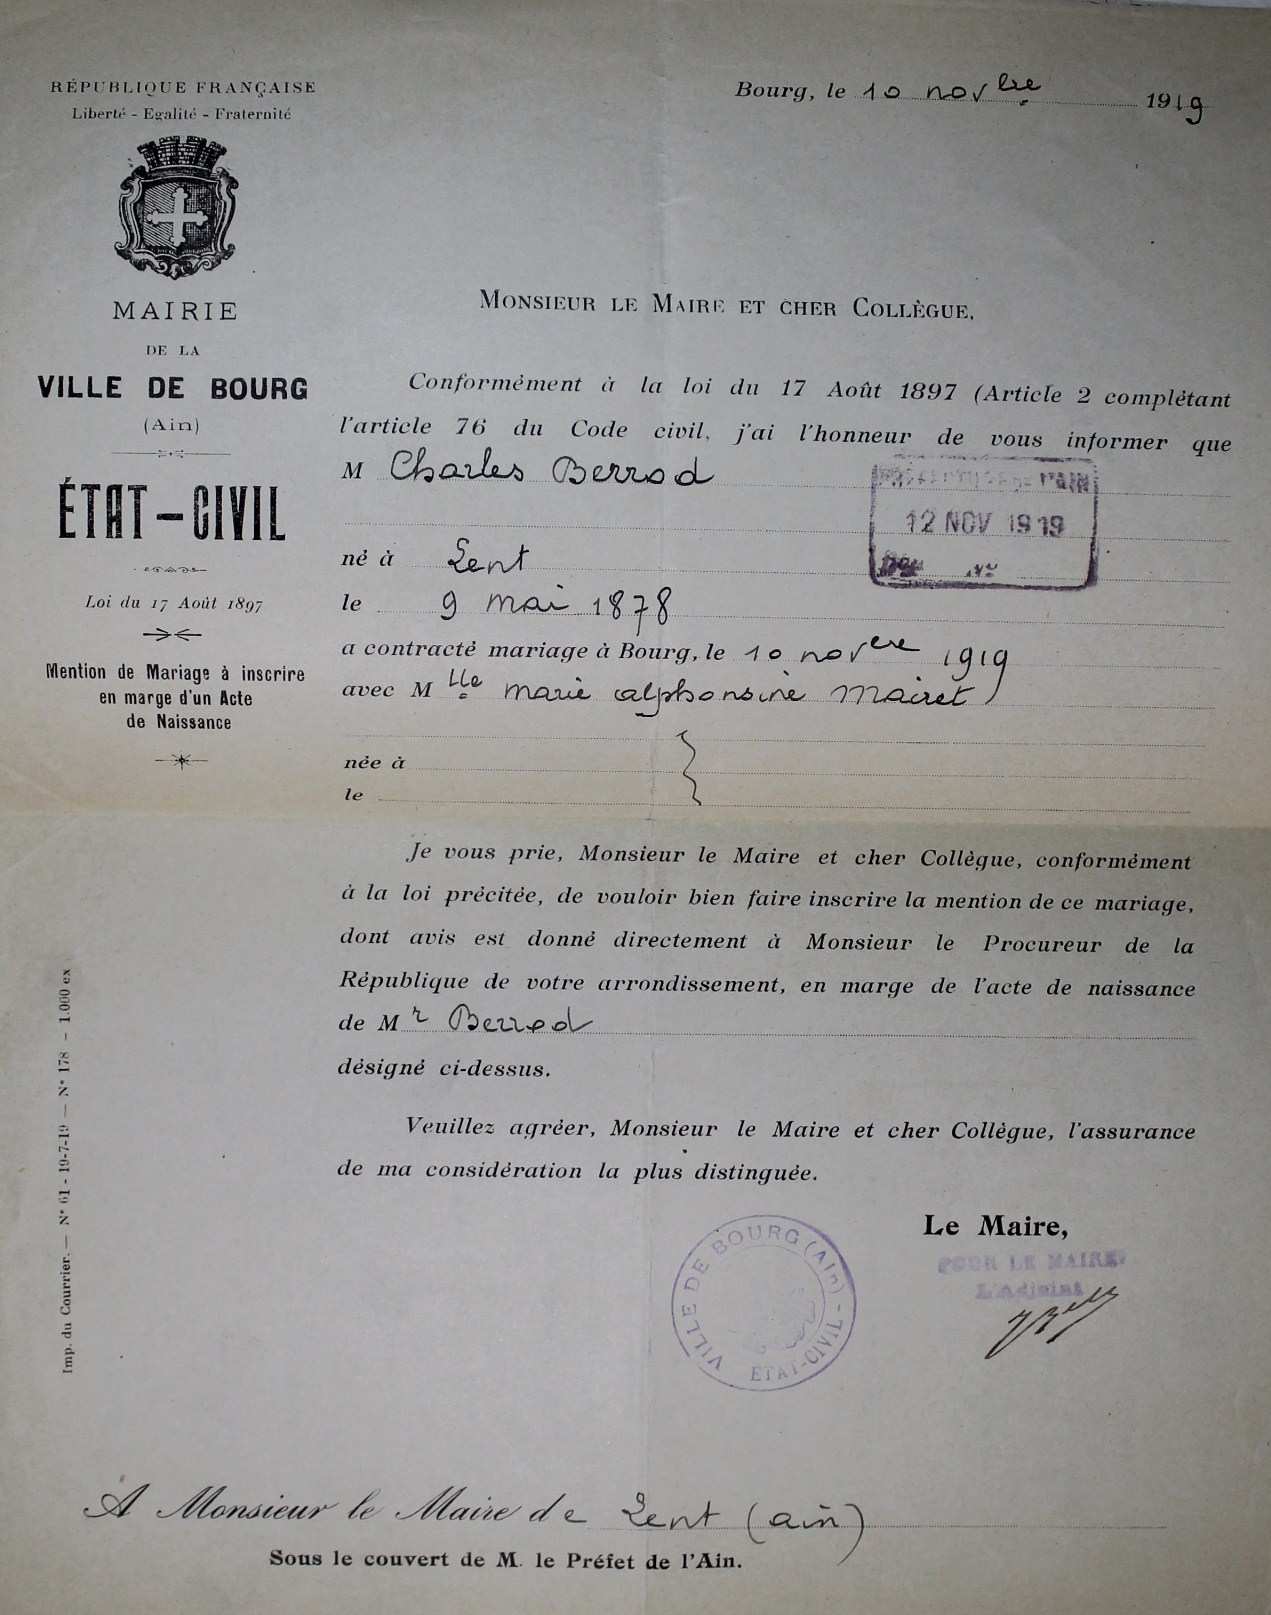 RÉPUBLIQUE FRANÇAISE
Liberté - Egalité - Fraternité
MAIRIE
DE LA
VILLE DE BOURG
(Ain)
ÉTAT-CIVIL
Loi du 17 Août 1897
Mention de Mariage à inscrire
en marge d'un Acte
de Naissance
Imp. du Courrier. — N° 61 - 19-7-19 — N° 178 - 1.000 ex
Bourg, le 10 novbre 1919
MONSIEUR LE MAIRE ET CHER COLLÈGUE,
Conformément à la loi du 17 Août 1897 (Article 2 complétant
l'article 76 du Code civil, j'ai l'honneur de vous informer que
M Charles Berrod
12 NOV 1919
né à Lent
le 9 mai 1878
a contracté mariage à Bourg, le 10 novere 1919
avec Mlle marie alphonsine Mairet
née à
le
Je vous prie, Monsieur le Maire et cher Collègue, conformément
à la loi précitée, de vouloir bien faire inscrire la mention de ce mariage,
dont avis est donné directement à Monsieur le Procureur de la
République de votre arrondissement, en marge de l'acte de naissance
de Mr Berrod
désigné ci-dessus.
Veuillez agréer, Monsieur le Maire et cher Collègue, l'assurance
de ma considération la plus distinguée.
Le Maire,
POUR LE MAIRE
L'Adjoint
VILLE DE BOURG (Ain) - ETAT-CIVIL -
A Monsieur le Maire de Lent (ain)
Sous le couvert de M. le Préfet de l'Ain.